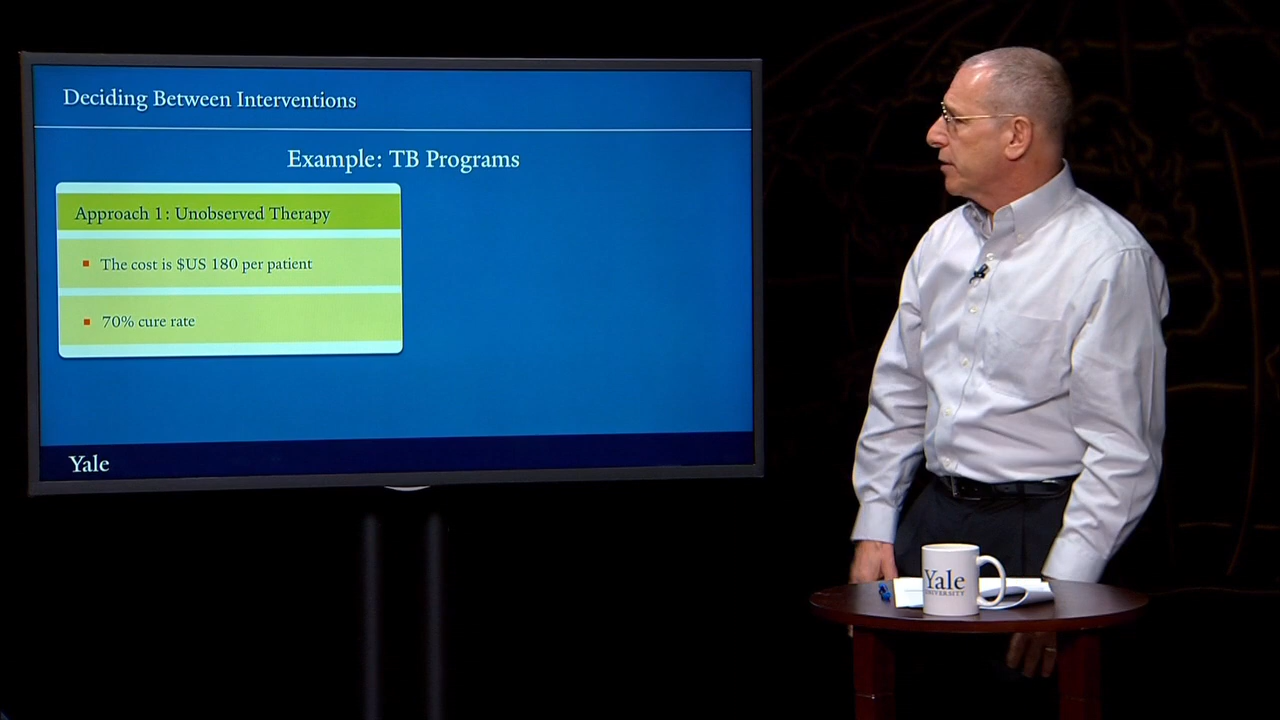 Deciding Between Interventions
Example: TB Programs
Approach 1: Unobserved Therapy
The cost is $US 180 per patient
70% cure rate
Yale
Yale
UNIVERSITY